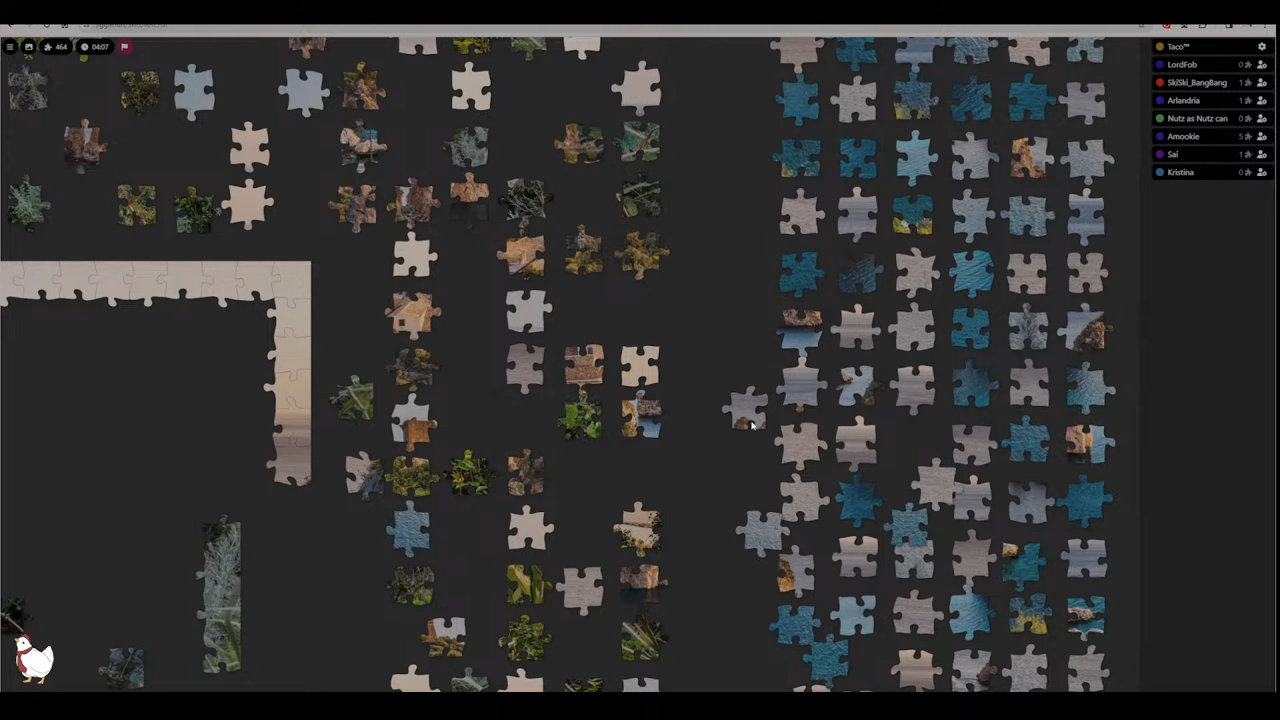 464
04:07
Taco™
LordFob 0
SkiSki_BangBang 1
Arlandria 1
Nutz as Nutz can 0
Amookie 5
Sai 1
Kristina 0